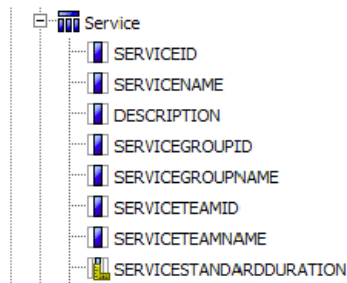 Service
SERVICEID
SERVICENAME
DESCRIPTION
SERVICEGROUPID
SERVICEGROUPNAME
SERVICETEAMID
SERVICETEAMNAME
SERVICESTANDARDDURATION